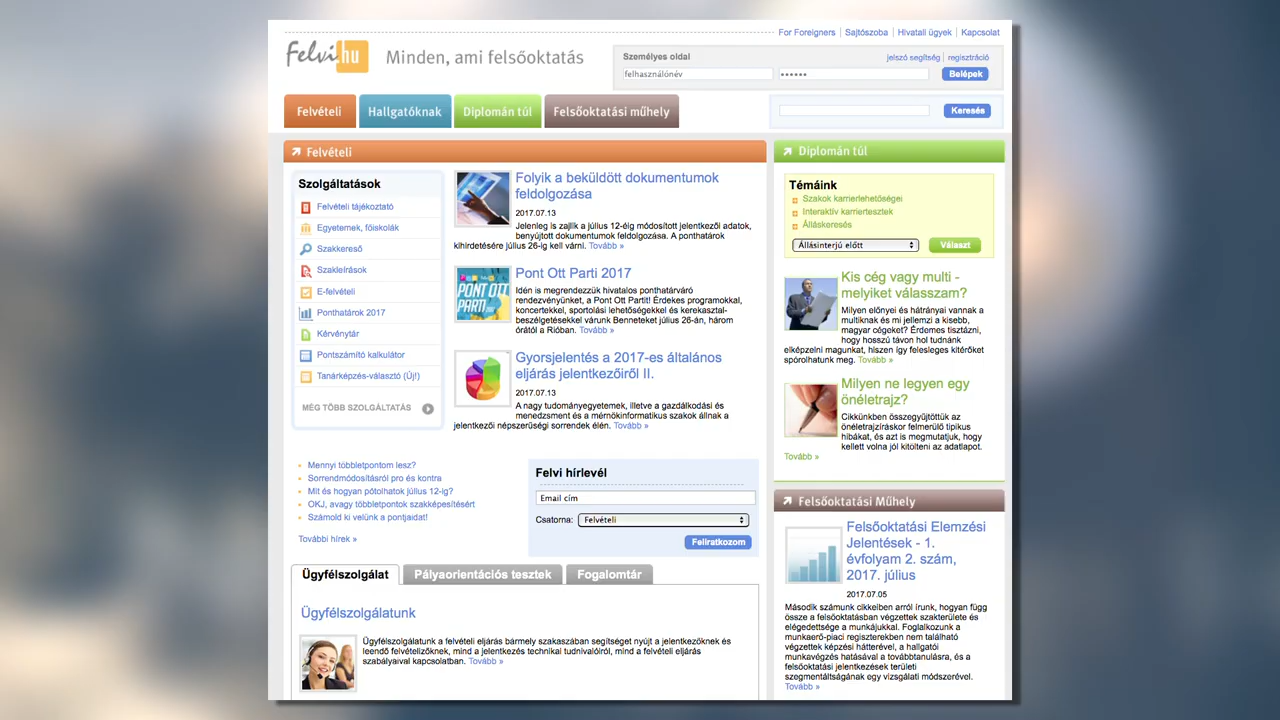 For Foreigners
Sajtószoba
Hivatali ügyek
Kapcsolat
Felvi.hu
Minden, ami felsőoktatás
Személyes oldal
jelszó segítség
regisztráció
felhasználónév
••••••
Belépek
Felvételi
Hallgatóknak
Diplomán túl
Felsőoktatási műhely
Keresés
Felvételi
Szolgáltatások
Felvételi tájékoztató
Egyetemek, főiskolák
Szakkereső
Szakleírások
E-felvételi
Ponthatárok 2017
Kérvénytár
Pontszámító kalkulátor
Tanárképzés-választó (Új!)
MÉG TÖBB SZOLGÁLTATÁS
Folyik a beküldött dokumentumok
feldolgozása
2017.07.13
Jelenleg is zajlik a július 12-éig módosított jelentkezői adatok,
benyújtott dokumentumok feldolgozása. A ponthatárok
kihirdetésére július 26-ig kell várni. Tovább »
PONT OTT
PARTI
Pont Ott Parti 2017
Idén is megrendezzük hivatalos ponthatárváró
rendezvényünket, a Pont Ott Partit! Érdekes programokkal,
koncertekkel, sportolási lehetőségekkel és kerekasztal-
beszélgetésekkel várunk Benneteket július 26-án, három
órától a Rióban. Tovább »
Gyorsjelentés a 2017-es általános
eljárás jelentkezőiről II.
2017.07.13
A nagy tudományegyetemek, illetve a gazdálkodási és
menedzsment és a mérnökinformatikus szakok állnak a
jelentkezői népszerűségi sorrendek élén. Tovább »
Mennyi többletpontom lesz?
Sorrendmódosításról pro és kontra
Mit és hogyan pótolhatok július 12-ig?
OKJ, avagy többletpontok szakképesítésért
Számold ki velünk a pontjaidat!
További hírek »
Felvi hírlevél
Email cím
Csatorna:
Felvételi
Feliratkozom
Ügyfélszolgálat
Pályaorientációs tesztek
Fogalomtár
Ügyfélszolgálatunk
Ügyfélszolgálatunk a felvételi eljárás bármely szakaszában segítséget nyújt a jelentkezőknek és
leendő felvételizőknek, mind a jelentkezés technikai tudnivalóiról, mind a felvételi eljárás
szabályaival kapcsolatban. Tovább »
Diplomán túl
Témáink
Szakok karrierlehetőségei
Interaktív karriertesztek
Álláskeresés
Állásinterjú előtt
Választ
Kis cég vagy multi -
melyiket válasszam?
Milyen előnyei és hátrányai vannak a
multiknak és mi jellemzi a kisebb,
magyar cégeket? Érdemes tisztázni,
hogy hosszú távon hol tudnánk
elképzelni magunkat, hiszen így felesleges kitérőket
spórolhatunk meg. Tovább »
Milyen ne legyen egy
önéletrajz?
Cikkünkben összegyűjtöttük az
önéletrajzíráskor felmerülő tipikus
hibákat, és azt is megmutatjuk, hogy
kellett volna jól kitölteni az adatlapot.
Tovább »
Felsőoktatási Műhely
Felsőoktatási Elemzési
Jelentések - 1.
évfolyam 2. szám,
2017. július
2017.07.05
Második számunk cikkeiben arról írunk, hogyan függ
össze a felsőoktatásban végzettek szakterülete és
elégedettsége a munkájukkal. Foglalkozunk a
munkaerő-piaci regiszterekben nem található
végzettek képzési hátterével, a hallgatói
munkavégzés hatásával a továbbtanulásra, és a
felsőoktatási jelentkezések területi
szegmentáltságának egy vizsgálati módszerével.
Tovább »